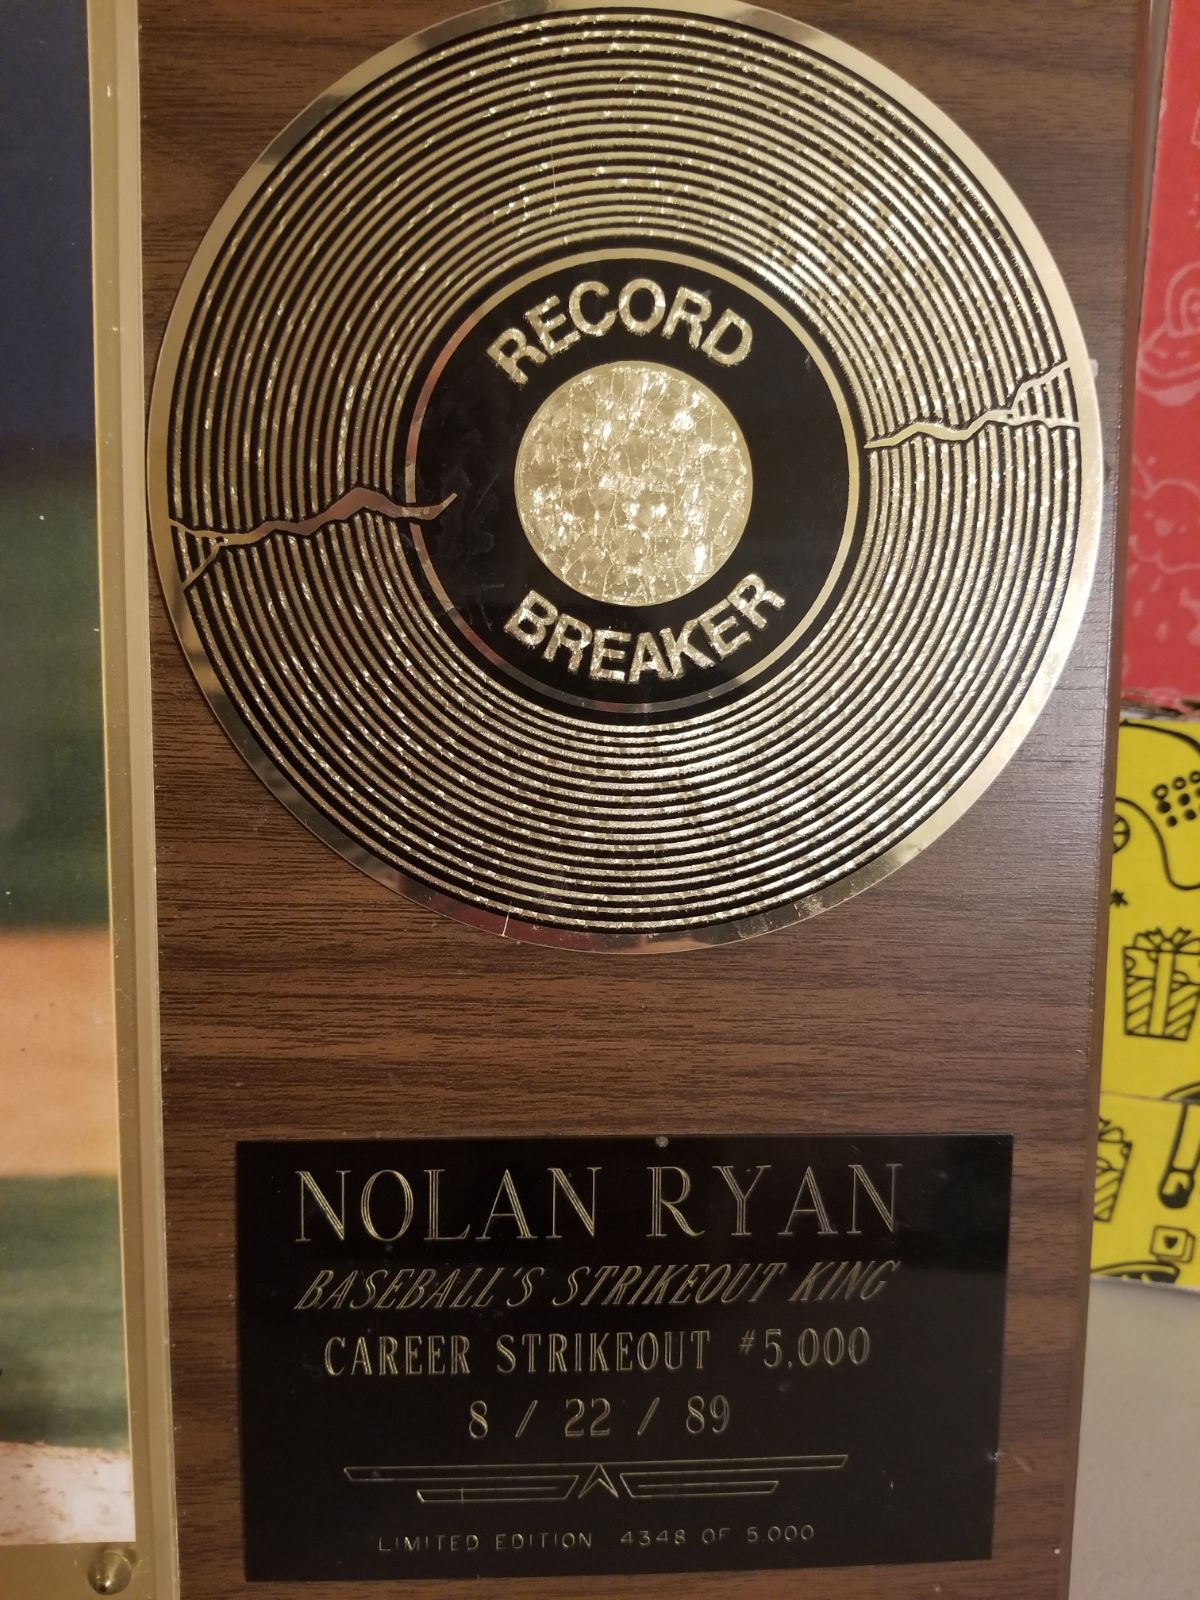 RECORD
BREAKER
NOLAN RYAN
BASEBALL'S STRIKEOUT KING
CAREER STRIKEOUT #5,000
8 / 22 / 89
LIMITED EDITION 4348 OF 5.000